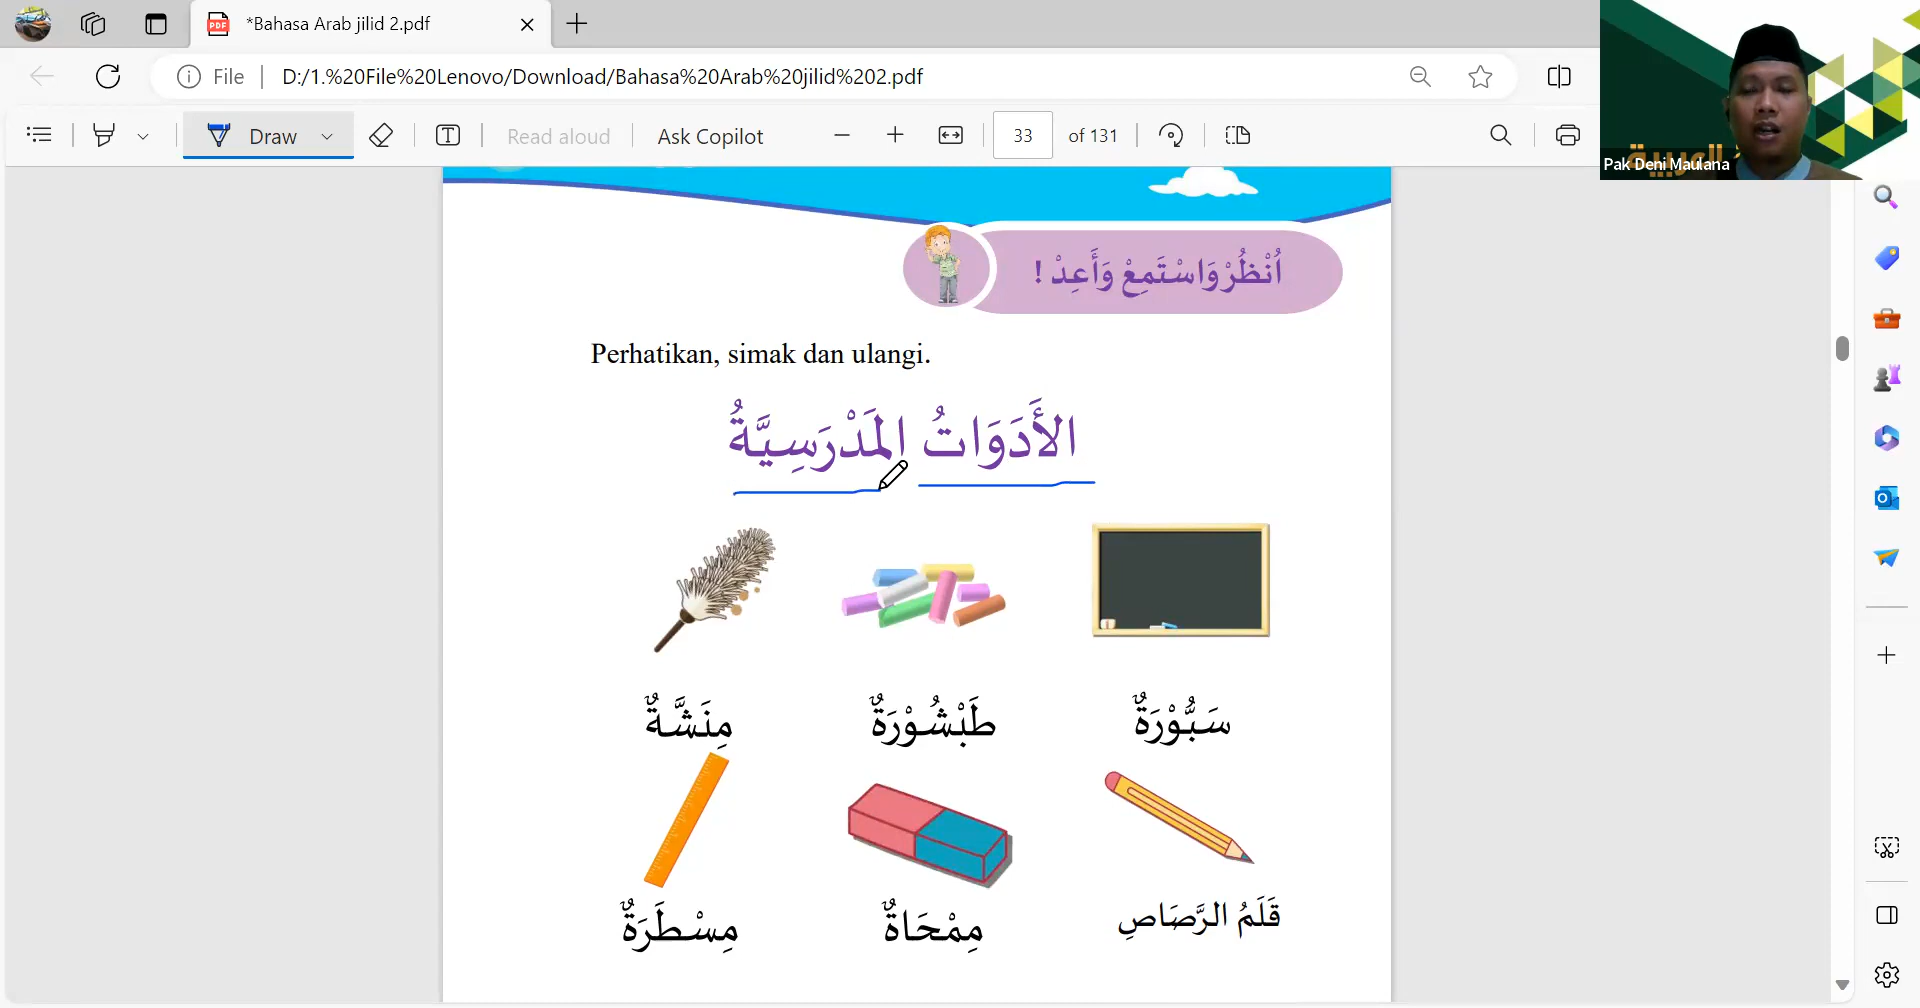 *Bahasa Arab jilid 2.pdf
File
D:/1.%20File%20Lenovo/Download/Bahasa%20Arab%20jilid%202.pdf
Draw
Read aloud
Ask Copilot
33 of 131
العربية
Pak Deni Maulana
اُنْظُرْ وَاسْتَمِعْ وَأَعِدْ !
Perhatikan, simak dan ulangi.
الأَدَوَاتُ المَدْرَسِيَّةُ
سَبُّوْرَةٌ
طَبْشُوْرَةٌ
مِنَشَّةٌ
قَلَمُ الرَّصَاصِ
مِمْحَاةٌ
مِسْطَرَةٌ